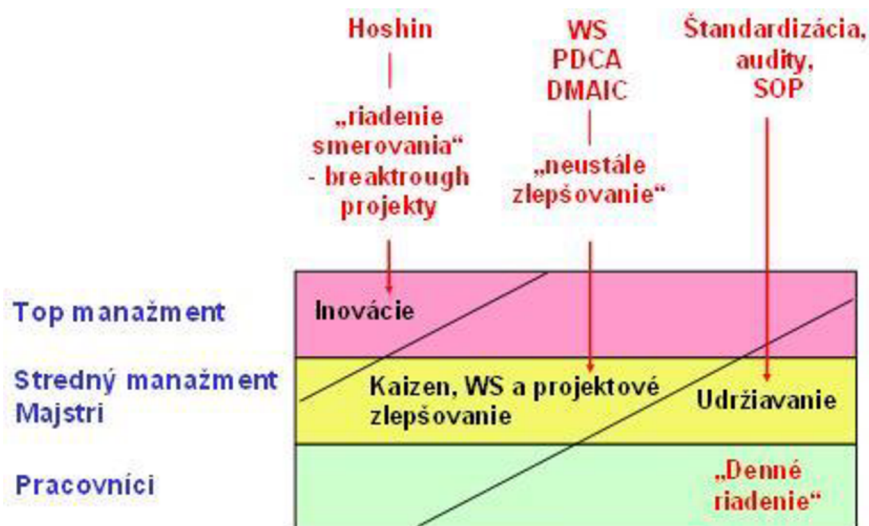 Hoshin
„riadenie
smerovania“
- breaktrough
projekty
WS
PDCA
DMAIC
„neustále
zlepšovanie“
Štandardizácia,
audity,
SOP
Top manažment
Inovácie
Stredný manažment
Majstri
Kaizen, WS a projektové
zlepšovanie
Udržiavanie
Pracovníci
„Denné
riadenie“